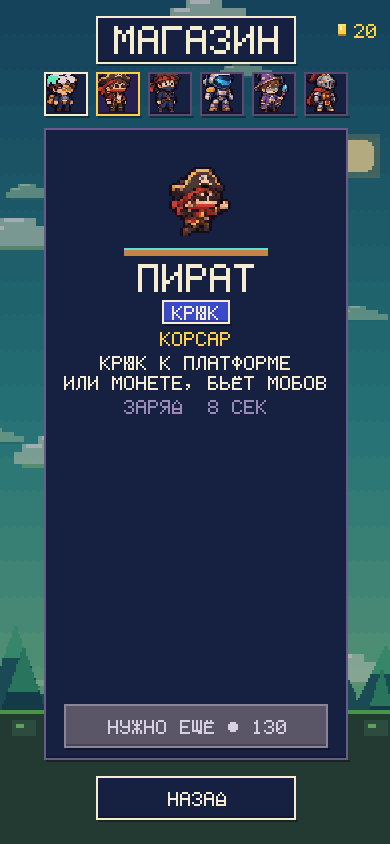 МАГАЗИН
20
ПИРАТ
КРЮК
КОРСАР
КРЮК К ПЛАТФОРМЕ
ИЛИ МОНЕТЕ, БЬЁТ МОБОВ
ЗАРЯД 8 СЕК
НУЖНО ЕЩЁ ● 130
НАЗАД